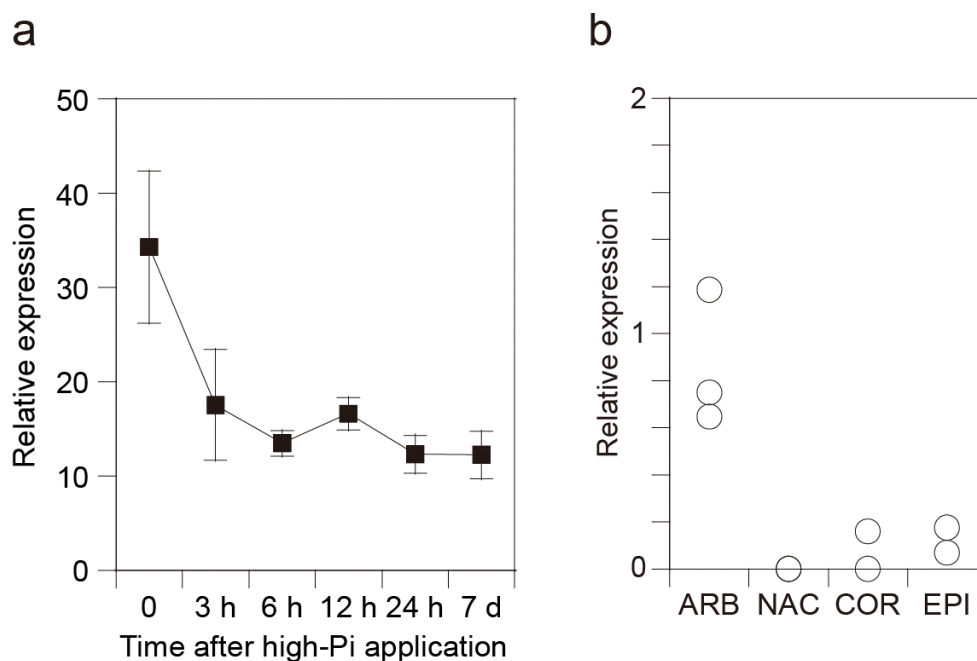 a
50
40
30
20
10
0
Relative expression
0 3 h 6 h 12 h 24 h 7 d
Time after high-Pi application
b
2
1
0
Relative expression
ARB NAC COR EPI